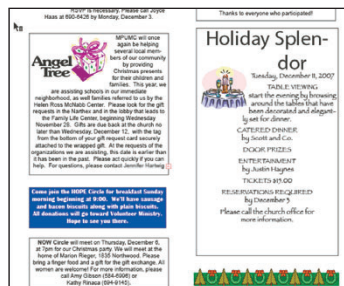 RSVP is necessary. Please call Joyce
Haas at 690-6426 by Monday, December 3.
Angel
Tree
MPUMC will once
again be helping
several local mem-
bers of our community
by providing
Christmas presents
for their children and
families. This year, we
are assisting schools in our immediate
neighborhood, as well families referred to us by the
Helen Ross McNabb Center. Please look for the gift
requests in the Narthex and in the lobby that leads to
the Family Life Center, beginning Wednesday
November 28. Gifts are due back at the church no
later than Wednesday, December 12, with the tag
from the bottom of your gift request card securely
attached to the wrapped gift. At the requests of the
organizations we are assisting, this date is earlier than
it has been in the past. Please act quickly if you can
help. For questions, please contact Jennifer Hartwig
Come join the HOPE Circle for breakfast Sunday
morning beginning at 9:00. We'll have sausage
and bacon biscuits along with plain biscuits.
All donations will go toward Volunteer Ministry.
Hope to see you there.
NOW Circle will meet on Thursday, December 6,
at 7pm for our Christmas party. We will meet at the
home of Marion Rieger, 1835 Northwood. Please
bring a finger food and a gift for the gift exchange. All
women are welcome! For more information, please
call Amy Gibson (584-6996) or
Kathy Rinaca (694-9145).
Thanks to everyone who participated!
Holiday Splen-
dor
Tuesday, December 11, 2007
TABLE VIEWING
start the evening by browsing
around the tables that have
been decorated and elegant-
ly set for dinner.
CATERED DINNER
by Scott and Co.
DOOR PRIZES
ENTERTAINMENT
by Justin Haynes
TICKETS $15.00
RESERVATIONS REQUIRED
by December 5
Please call the church office for
more information.